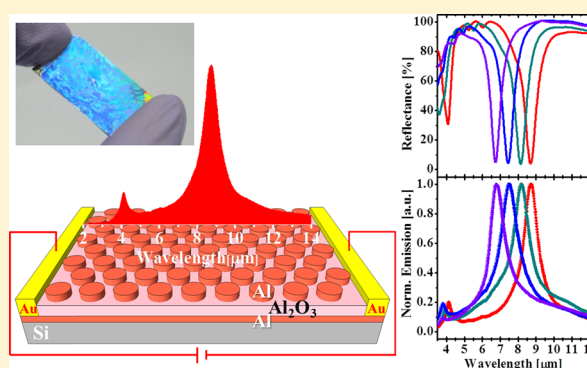 2 4 6 8 10 12 14
Wavelength[μm]
Al
Al₂O₃
Al
Au
Au
Si
Reflectance [%]
100
80
60
40
20
0
Norm. Emission [a.u.]
1.0
0.8
0.6
0.4
0.2
0.0
4 5 6 7 8 9 10 11 12
Wavelength [μm]